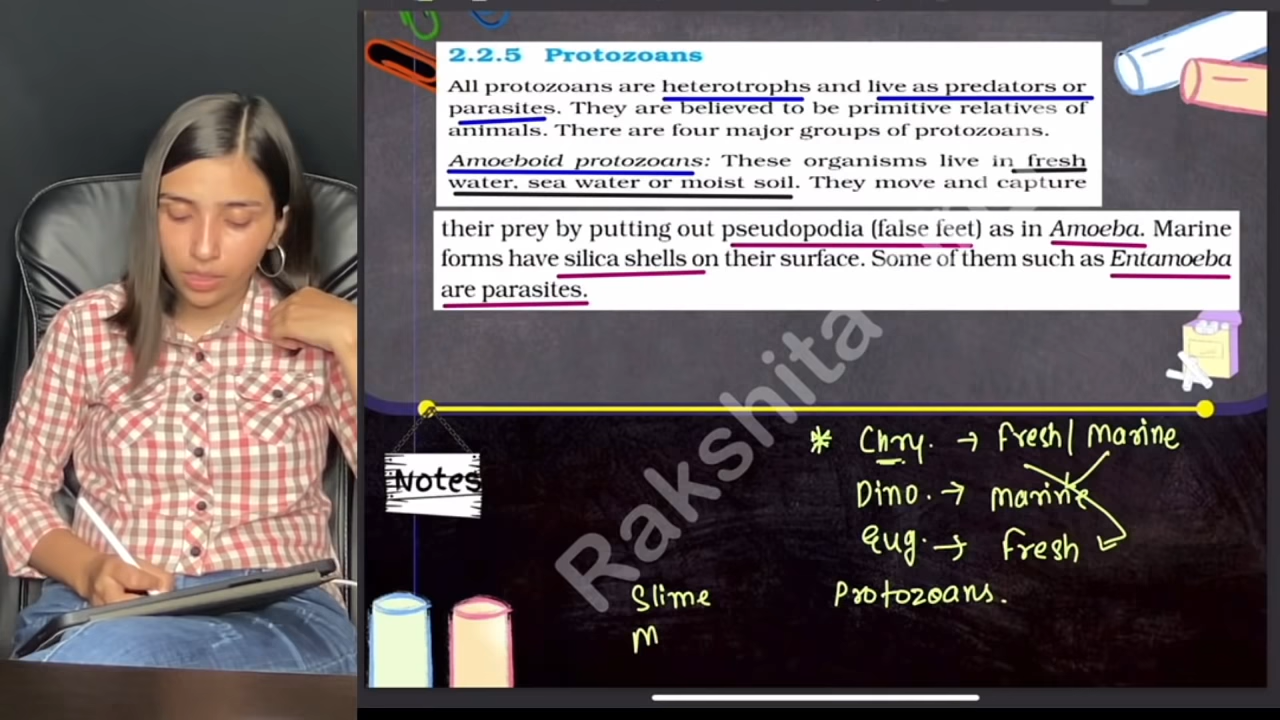 2.2.5 Protozoans
All protozoans are heterotrophs and live as predators or
parasites. They are believed to be primitive relatives of
animals. There are four major groups of protozoans.
Amoeboid protozoans: These organisms live in fresh
water, sea water or moist soil. They move and capture
their prey by putting out pseudopodia (false feet) as in Amoeba. Marine
forms have silica shells on their surface. Some of them such as Entamoeba
are parasites.
Rakshita
Notes
* Chry. → Fresh/ Marine
Dino. → marine
Eug. → Fresh
Slime Protozoans.
M